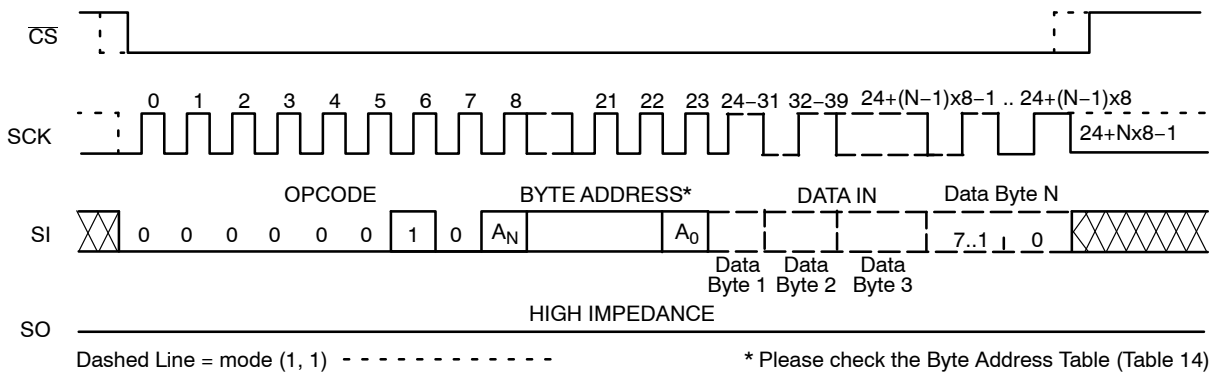 CS
0 1 2 3 4 5 6 7 8 21 22 23 24−31 32−39 24+(N−1)x8−1 .. 24+(N−1)x8
SCK
24+Nx8−1
OPCODE BYTE ADDRESS* DATA IN Data Byte N
SI
0 0 0 0 0 0 1 0 AN A0 7..1 0
Data Byte 1
Data Byte 2
Data Byte 3
HIGH IMPEDANCE
SO
Dashed Line = mode (1, 1)
* Please check the Byte Address Table (Table 14)